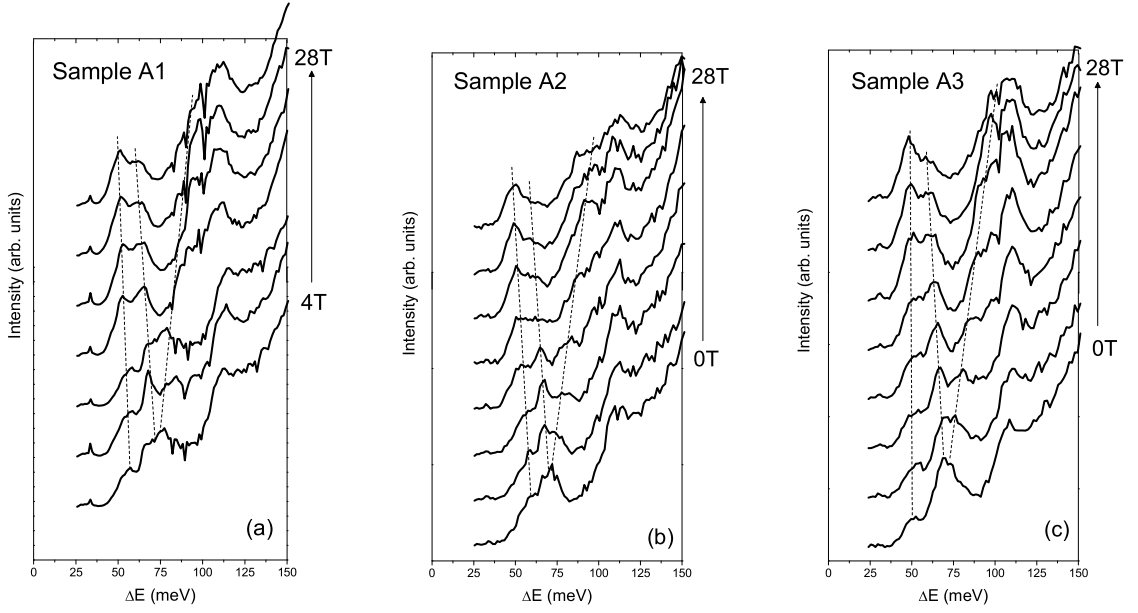 Sample A1
28T
4T
(a)
Intensity (arb. units)
0 25 50 75 100 125 150
ΔE (meV)
Sample A2
28T
0T
(b)
Intensity (arb. units)
0 25 50 75 100 125 150
ΔE (meV)
Sample A3
28T
0T
(c)
Intensity (arb. units)
0 25 50 75 100 125 150
ΔE (meV)